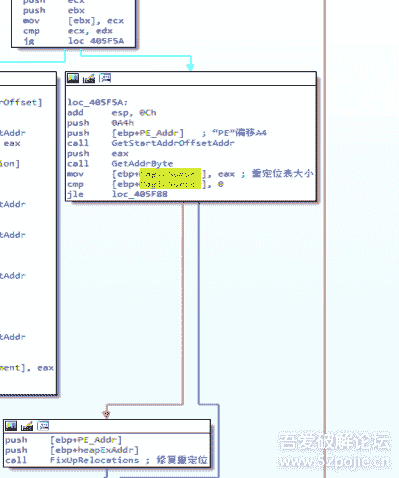 push ecx
push ebx
mov [ebx], ecx
cmp ecx, edx
jg loc_405F5A
rOffset]
tAddr
eax
ion]
tAddr
tAddr
tAddr
ment], eax
loc_405F5A:
add esp, 0Ch
push 0A4h
push [ebp+PE_Addr] ; “PE”偏移A4
call GetStartAddrOffsetAddr
push eax
call GetAddrByte
mov [ebp+ ], eax ; 重定位表大小
cmp [ebp+ ], 0
jle loc_405F88
push [ebp+PE_Addr]
push [ebp+heapExAddr]
call FixUpRelocations ; 修复重定位
吾爱破解论坛
www.52pojie.cn